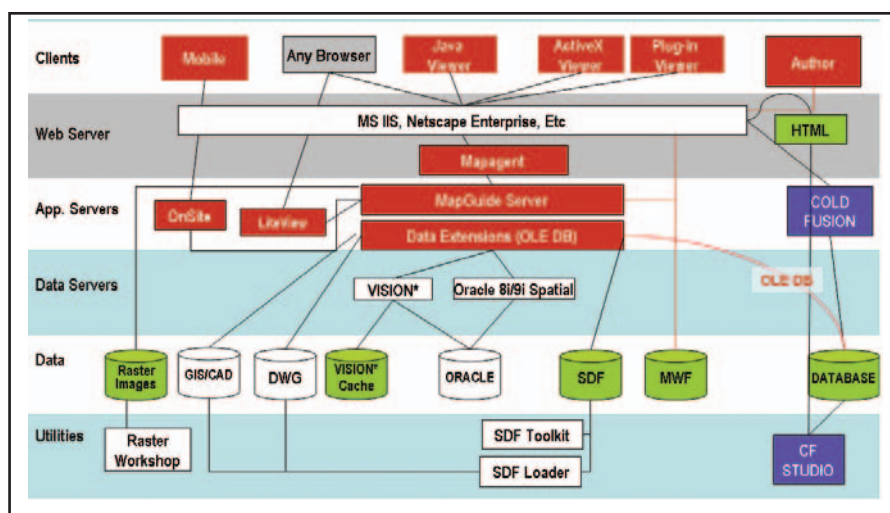 Clients
Mobile
Any Browser
Java
Viewer
ActiveX
Viewer
Plug-in
Viewer
Author
Web Server
MS IIS, Netscape Enterprise, Etc
HTML
Mapagent
App. Servers
OnSite
LiteView
MapGuide Server
Data Extensions (OLE DB)
COLD
FUSION
Data Servers
VISION*
Oracle 8i/9i Spatial
OLE DB
Data
Raster
Images
GIS/CAD
DWG
VISION*
Cache
ORACLE
SDF
MWF
DATABASE
Utilities
Raster
Workshop
SDF Toolkit
SDF Loader
CF
STUDIO